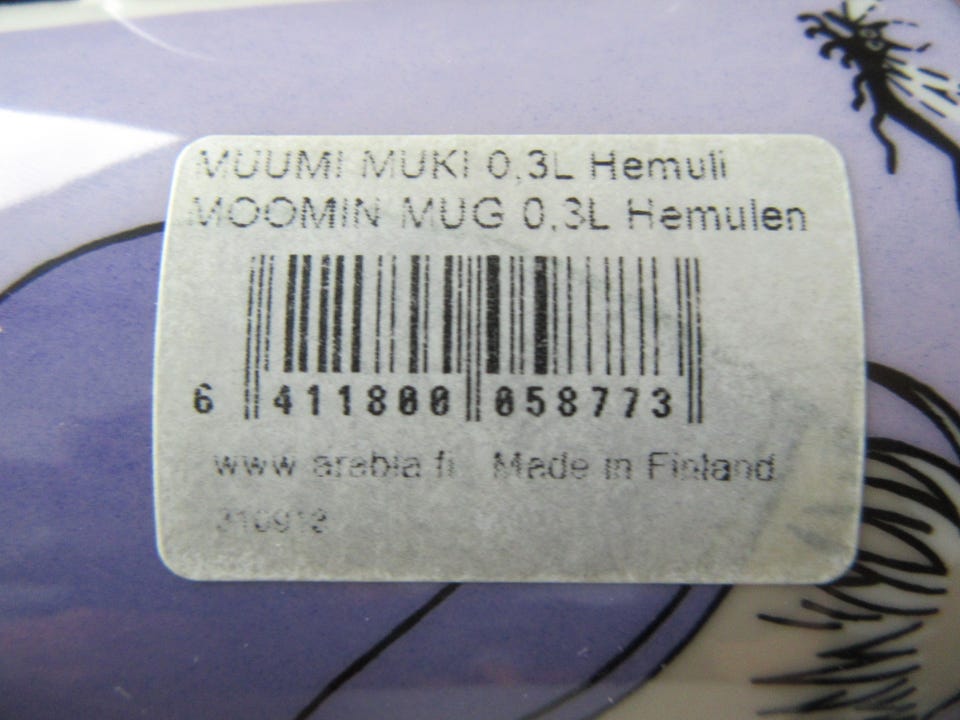 MUUMI MUKI 0,3L Hemuli
MOOMIN MUG 0,3L Hemulen
6 411800 058773
www.arabia.fi Made in Finland